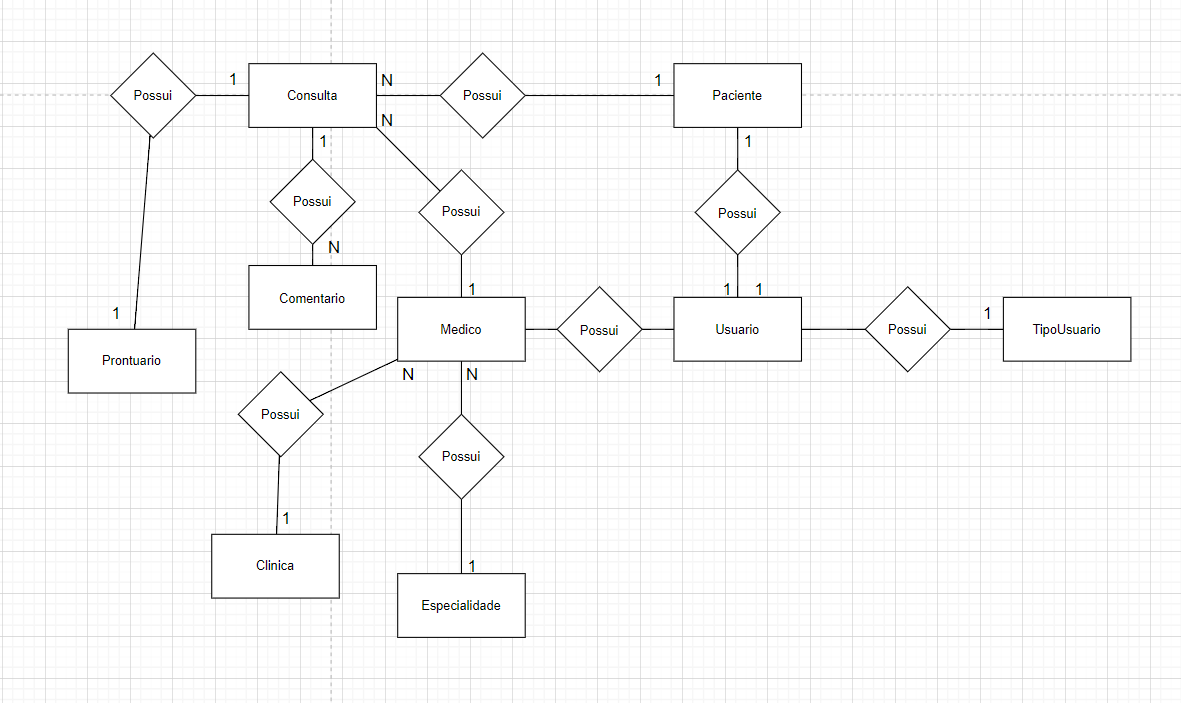 1
N
1
Possui
Consulta
Possui
Paciente
N
1
1
Possui
Possui
Possui
N
1
1
1
Comentario
1
1
Medico
Possui
Usuario
Possui
TipoUsuario
Prontuario
N
N
Possui
Possui
1
Clinica
1
Especialidade